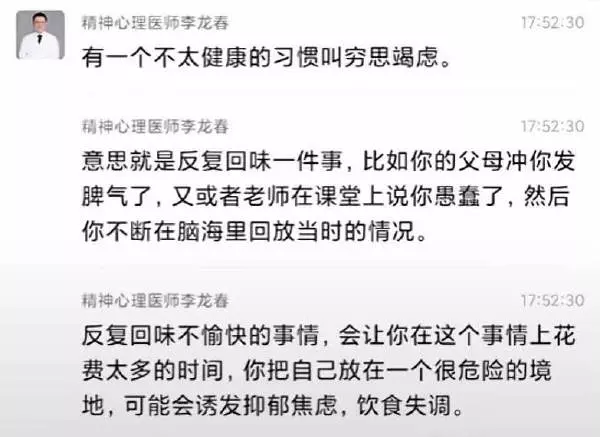 精神心理医师李龙春 17:52:30
有一个不太健康的习惯叫穷思竭虑。
精神心理医师李龙春 17:52:30
意思就是反复回味一件事，比如你的父母冲你发
脾气了，又或者老师在课堂上说你愚蠢了，然后
你不断在脑海里回放当时的情况。
精神心理医师李龙春 17:52:30
反复回味不愉快的事情，会让你在这个事情上花
费太多的时间，你把自己放在一个很危险的境
地，可能会诱发抑郁焦虑，饮食失调。